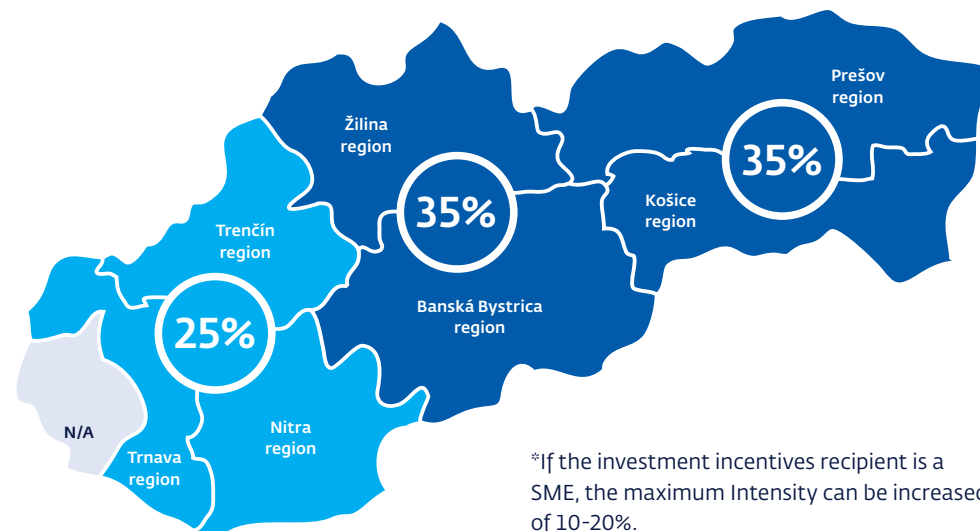 Prešov
region
Žilina
region
35%
35%
Košice
region
Trenčín
region
Banská Bystrica
region
25%
N/A
Nitra
region
Trnava
region
*If the investment incentives recipient is a
SME, the maximum Intensity can be increased
of 10-20%.